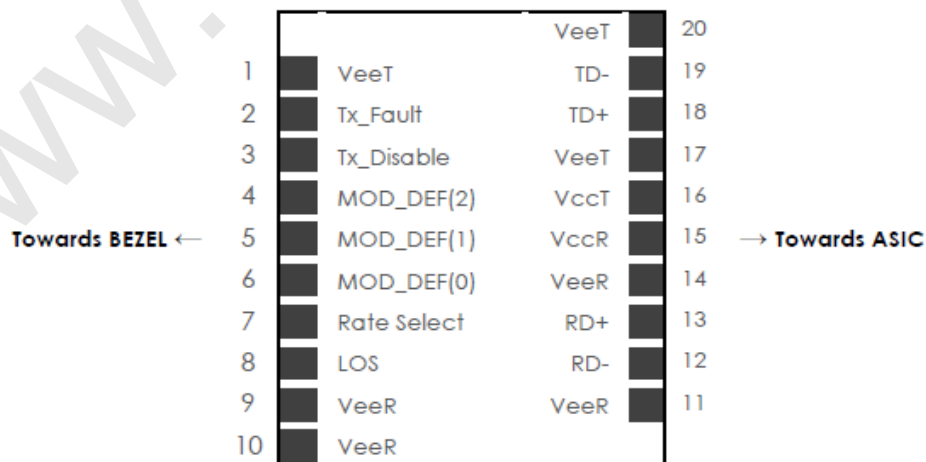 www.
VeeT 20
1 VeeT TD- 19
2 Tx_Fault TD+ 18
3 Tx_Disable VeeT 17
4 MOD_DEF(2) VccT 16
Towards BEZEL ← 5 MOD_DEF(1) VccR 15 → Towards ASIC
6 MOD_DEF(0) VeeR 14
7 Rate Select RD+ 13
8 LOS RD- 12
9 VeeR VeeR 11
10 VeeR